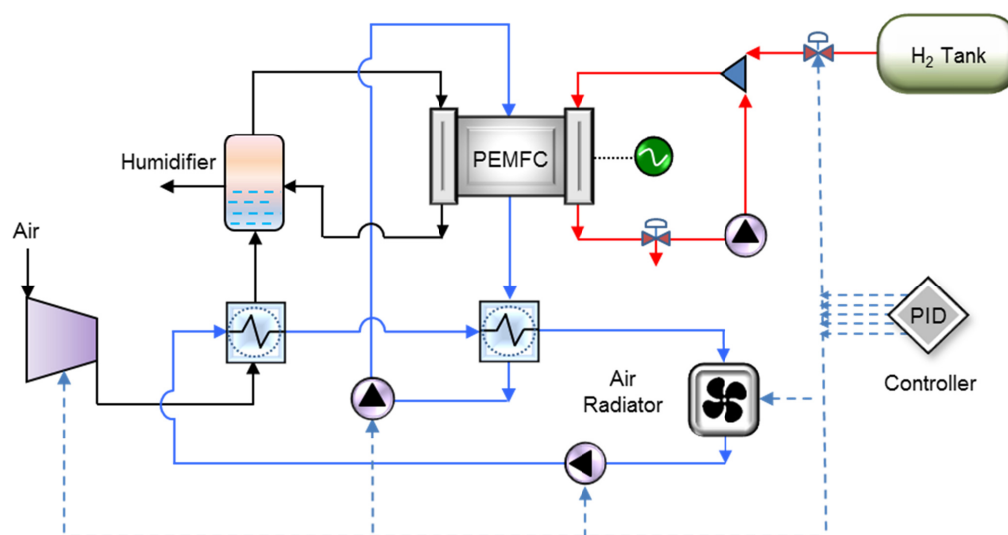 H₂ Tank
PEMFC
Humidifier
Air
PID
Air
Radiator
Controller